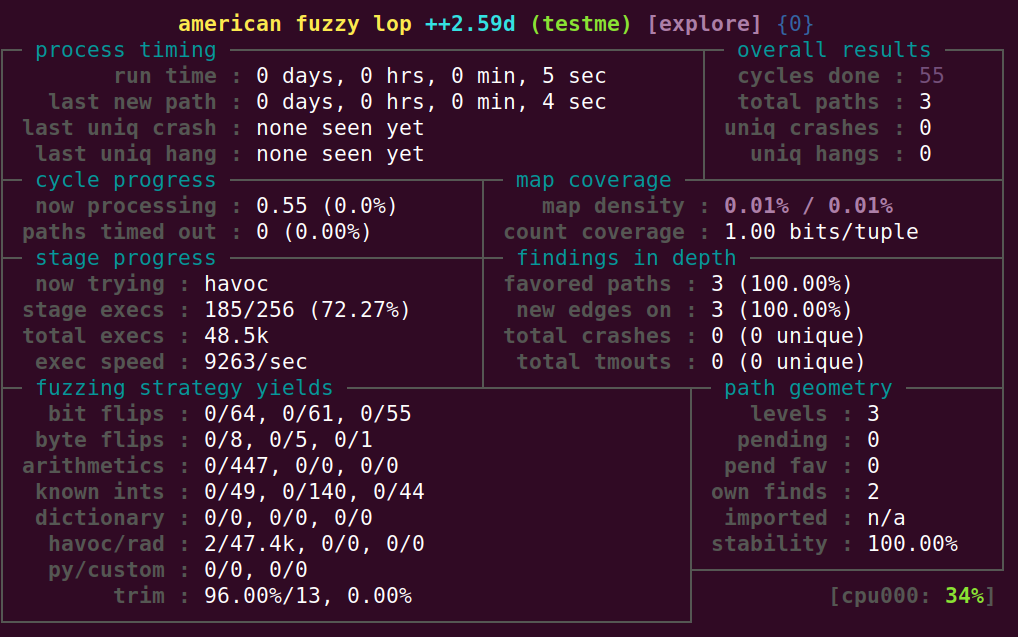 american fuzzy lop ++2.59d (testme) [explore] {0}
process timing
run time : 0 days, 0 hrs, 0 min, 5 sec
last new path : 0 days, 0 hrs, 0 min, 4 sec
last uniq crash : none seen yet
last uniq hang : none seen yet
overall results
cycles done : 55
total paths : 3
uniq crashes : 0
uniq hangs : 0
cycle progress
now processing : 0.55 (0.0%)
paths timed out : 0 (0.00%)
map coverage
map density : 0.01% / 0.01%
count coverage : 1.00 bits/tuple
stage progress
now trying : havoc
stage execs : 185/256 (72.27%)
total execs : 48.5k
exec speed : 9263/sec
findings in depth
favored paths : 3 (100.00%)
new edges on : 3 (100.00%)
total crashes : 0 (0 unique)
total tmouts : 0 (0 unique)
fuzzing strategy yields
bit flips : 0/64, 0/61, 0/55
byte flips : 0/8, 0/5, 0/1
arithmetics : 0/447, 0/0, 0/0
known ints : 0/49, 0/140, 0/44
dictionary : 0/0, 0/0, 0/0
havoc/rad : 2/47.4k, 0/0, 0/0
py/custom : 0/0, 0/0
trim : 96.00%/13, 0.00%
path geometry
levels : 3
pending : 0
pend fav : 0
own finds : 2
imported : n/a
stability : 100.00%
[cpu000: 34%]